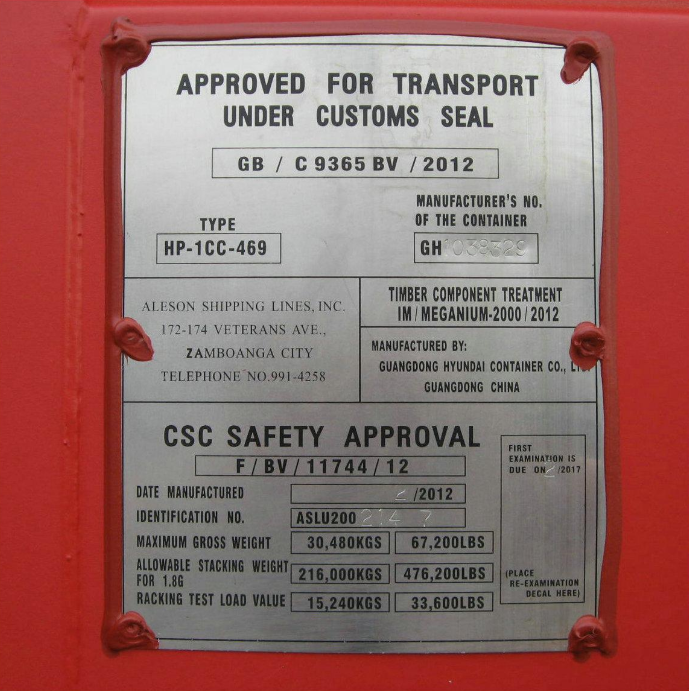 APPROVED FOR TRANSPORT
UNDER CUSTOMS SEAL
GB / C 9365 BV / 2012
TYPE
HP-1CC-469
MANUFACTURER'S NO.
OF THE CONTAINER
GH
ALESON SHIPPING LINES, INC.
172-174 VETERANS AVE.,
ZAMBOANGA CITY
TELEPHONE NO.991-4258
TIMBER COMPONENT TREATMENT
IM / MEGANIUM-2000 / 2012
MANUFACTURED BY:
GUANGDONG HYUNDAI CONTAINER CO.,
GUANGDONG CHINA
CSC SAFETY APPROVAL
F / BV / 11744 / 12
DATE MANUFACTURED /2012
IDENTIFICATION NO. ASLU200
MAXIMUM GROSS WEIGHT 30,480KGS 67,200LBS
ALLOWABLE STACKING WEIGHT
FOR 1.8G 216,000KGS 476,200LBS
RACKING TEST LOAD VALUE 15,240KGS 33,600LBS
FIRST
EXAMINATION IS
DUE ON /2017
(PLACE
RE-EXAMINATION
DECAL HERE)